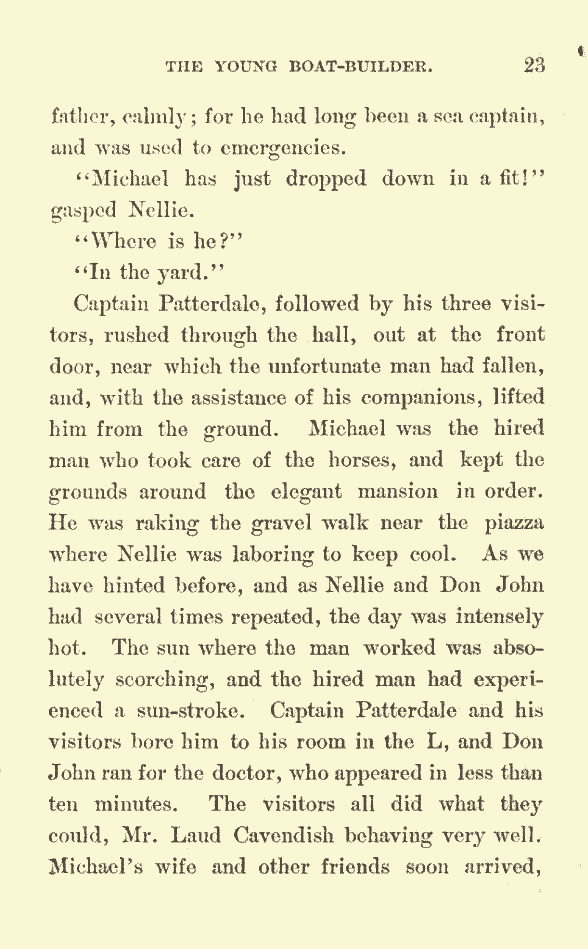 THE YOUNG BOAT-BUILDER. 23
father, calmly; for he had long been a sea captain,
and was used to emergencies.
"Michael has just dropped down in a fit!"
gasped Nellie.
"Where is he?"
"In the yard."
Captain Patterdale, followed by his three visi-
tors, rushed through the hall, out at the front
door, near which the unfortunate man had fallen,
and, with the assistance of his companions, lifted
him from the ground. Michael was the hired
man who took care of the horses, and kept the
grounds around the elegant mansion in order.
He was raking the gravel walk near the piazza
where Nellie was laboring to keep cool. As we
have hinted before, and as Nellie and Don John
had several times repeated, the day was intensely
hot. The sun where the man worked was abso-
lutely scorching, and the hired man had experi-
enced a sun-stroke. Captain Patterdale and his
visitors bore him to his room in the L, and Don
John ran for the doctor, who appeared in less than
ten minutes. The visitors all did what they
could, Mr. Laud Cavendish behaving very well.
Michael's wife and other friends soon arrived,